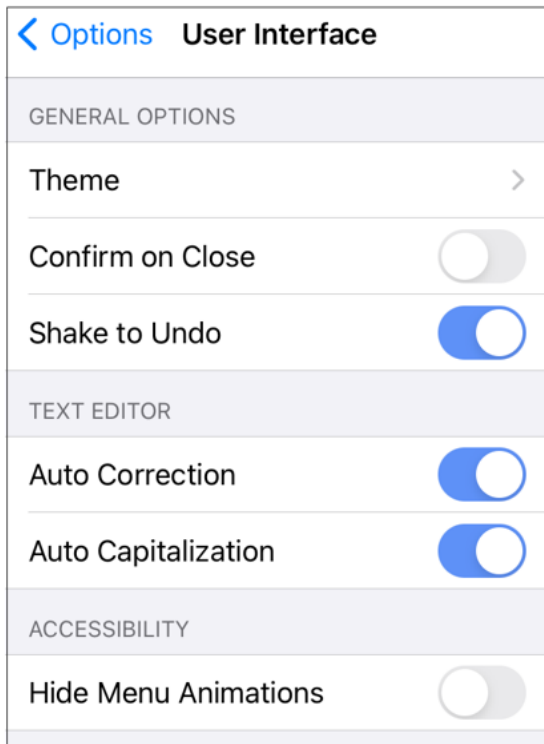 Options User Interface
GENERAL OPTIONS
Theme
Confirm on Close
Shake to Undo
TEXT EDITOR
Auto Correction
Auto Capitalization
ACCESSIBILITY
Hide Menu Animations